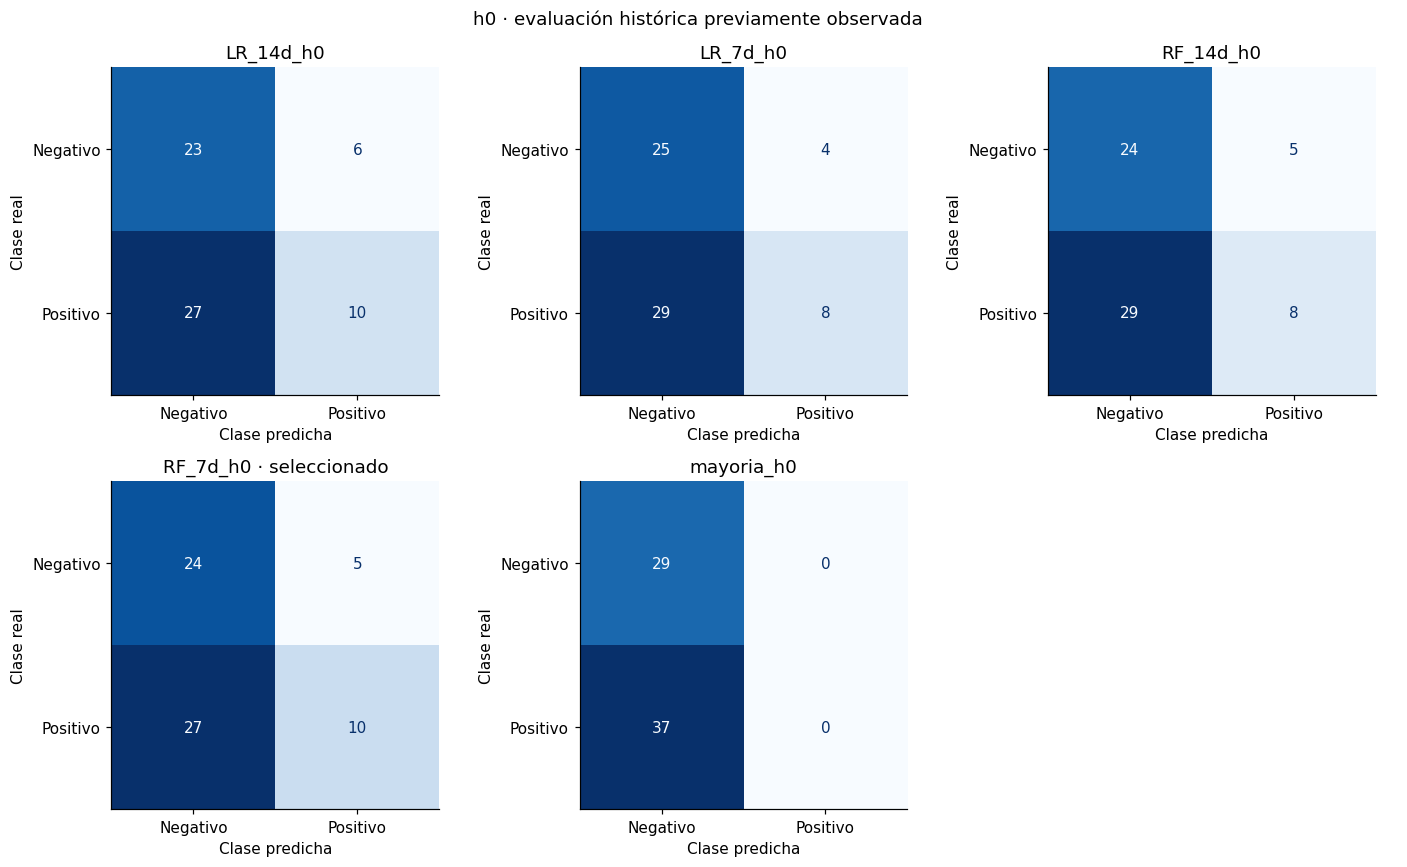 h0 · evaluación histórica previamente observada
LR_14d_h0
Clase real
Negativo
23
6
Positivo
27
10
Negativo
Positivo
Clase predicha
LR_7d_h0
Clase real
Negativo
25
4
Positivo
29
8
Negativo
Positivo
Clase predicha
RF_14d_h0
Clase real
Negativo
24
5
Positivo
29
8
Negativo
Positivo
Clase predicha
RF_7d_h0 · seleccionado
Clase real
Negativo
24
5
Positivo
27
10
Negativo
Positivo
Clase predicha
mayoria_h0
Clase real
Negativo
29
0
Positivo
37
0
Negativo
Positivo
Clase predicha